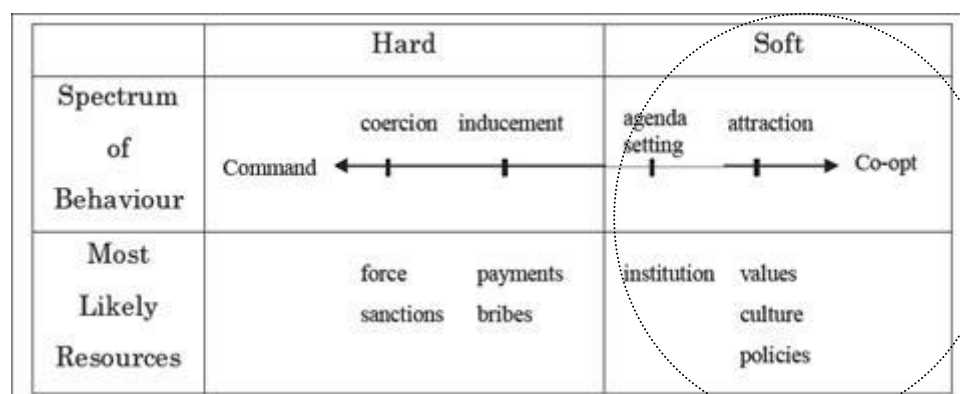 Hard Soft
Spectrum
of
Behaviour
coercion inducement agenda
setting attraction
Command Co-opt
Most
Likely
Resources
force payments institution values
sanctions bribes culture
policies